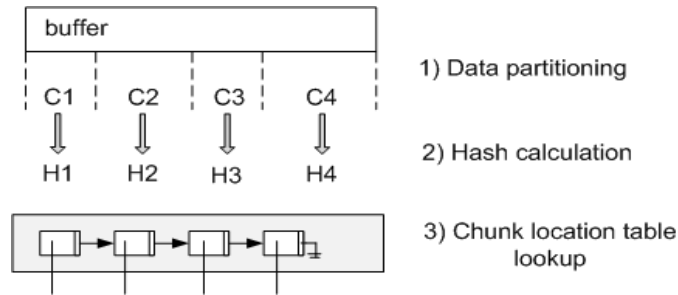 buffer
1) Data partitioning
C1 C2 C3 C4
2) Hash calculation
H1 H2 H3 H4
3) Chunk location table
lookup